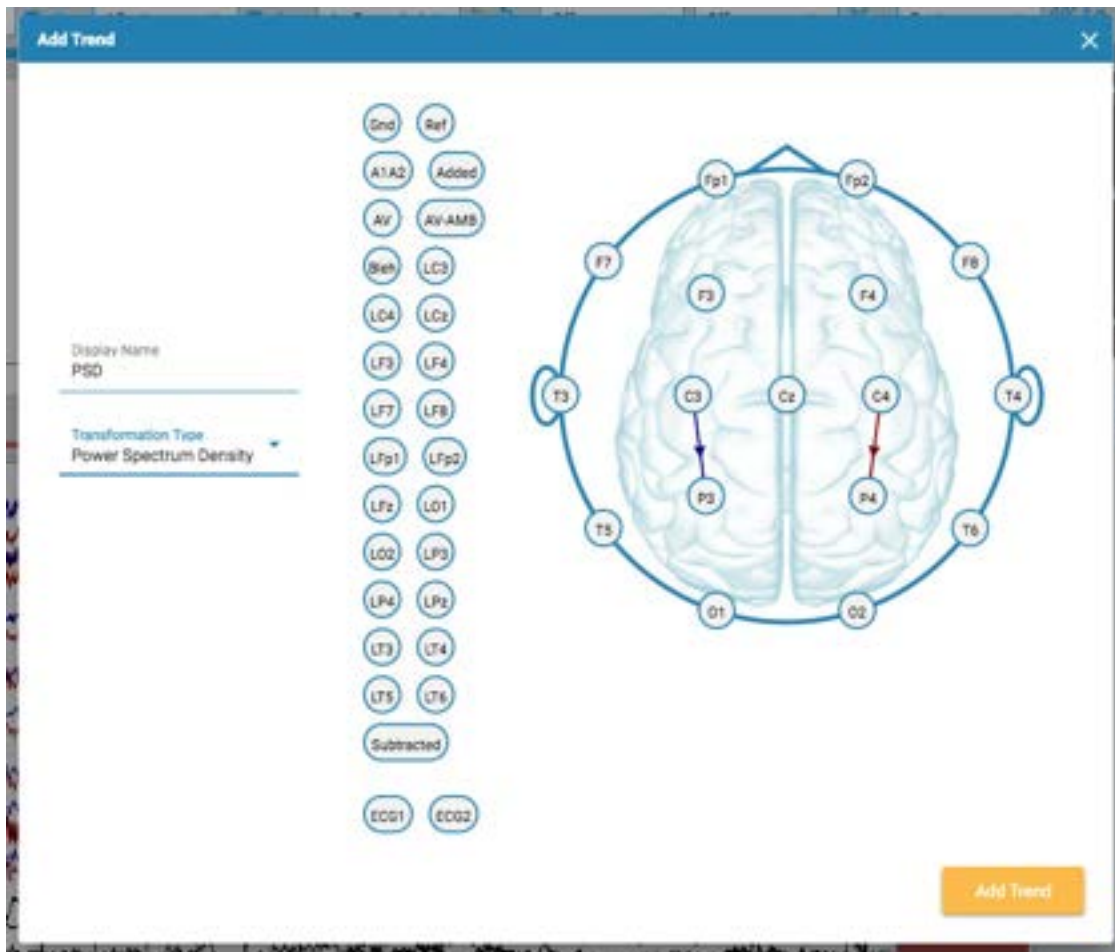 Add Trend
Gnd Ref
A1A2 Added
AV AV-AMB
Bleh LC3
LC4 LCz
LF3 LF4
LF7 LF8
LFp1 LFp2
LFz LO1
LO2 LP3
LP4 LPz
LT3 LT4
LT5 LT6
Subtracted
ECG1 ECG2
Display Name
PSD
Transformation Type
Power Spectrum Density
Fp1 Fp2
F7 F8
F3 F4
T3 C3 Cz C4 T4
P3 P4
T5 T6
O1 O2
Add Trend